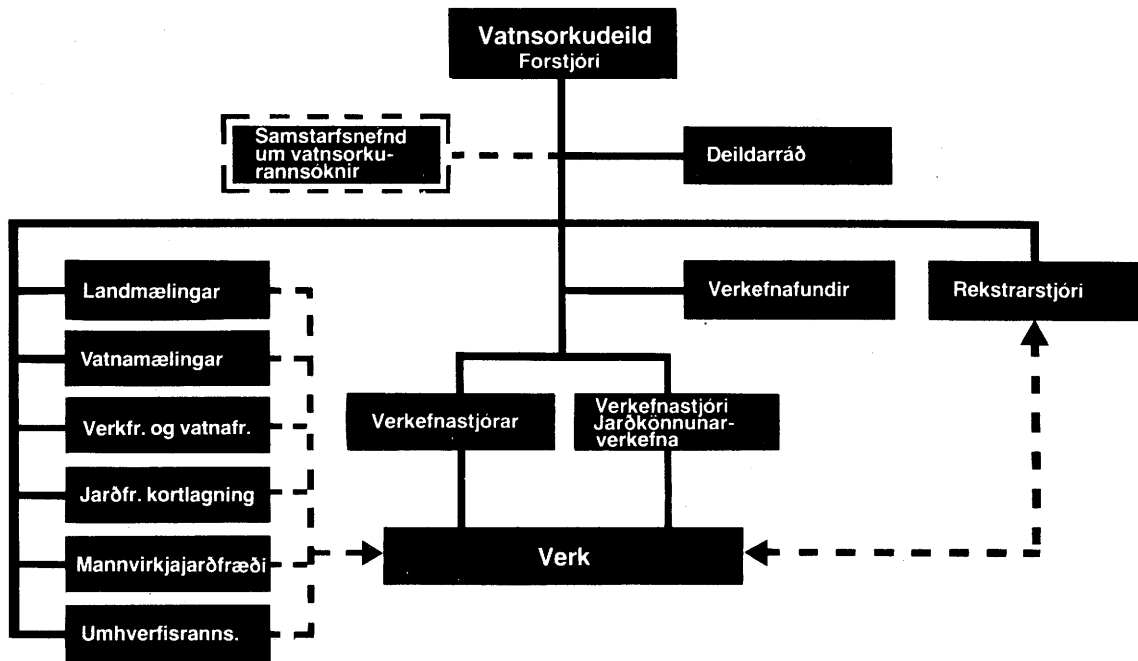 Vatnsorkudeild
Forstjóri
Samstarfsnefnd
um vatnsorku-
rannsóknir
Deildarráð
Landmælingar
Verkefnafundir
Rekstrarstjóri
Vatnamælingar
Verkefnastjórar
Verkefnastjóri
Jarðkönnunar-
verkefna
Verkfr. og vatnafr.
Jarðfr. kortlagning
Mannvirkjajarðfræði
Verk
Umhverfisranns.